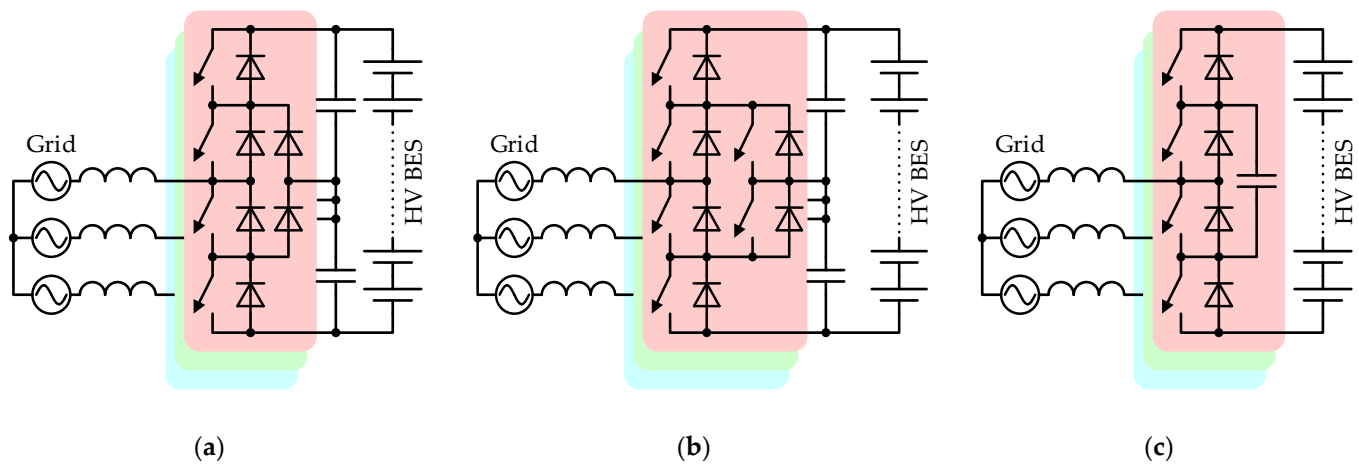 Grid
HV BES
Grid
HV BES
Grid
HV BES
(a)
(b)
(c)